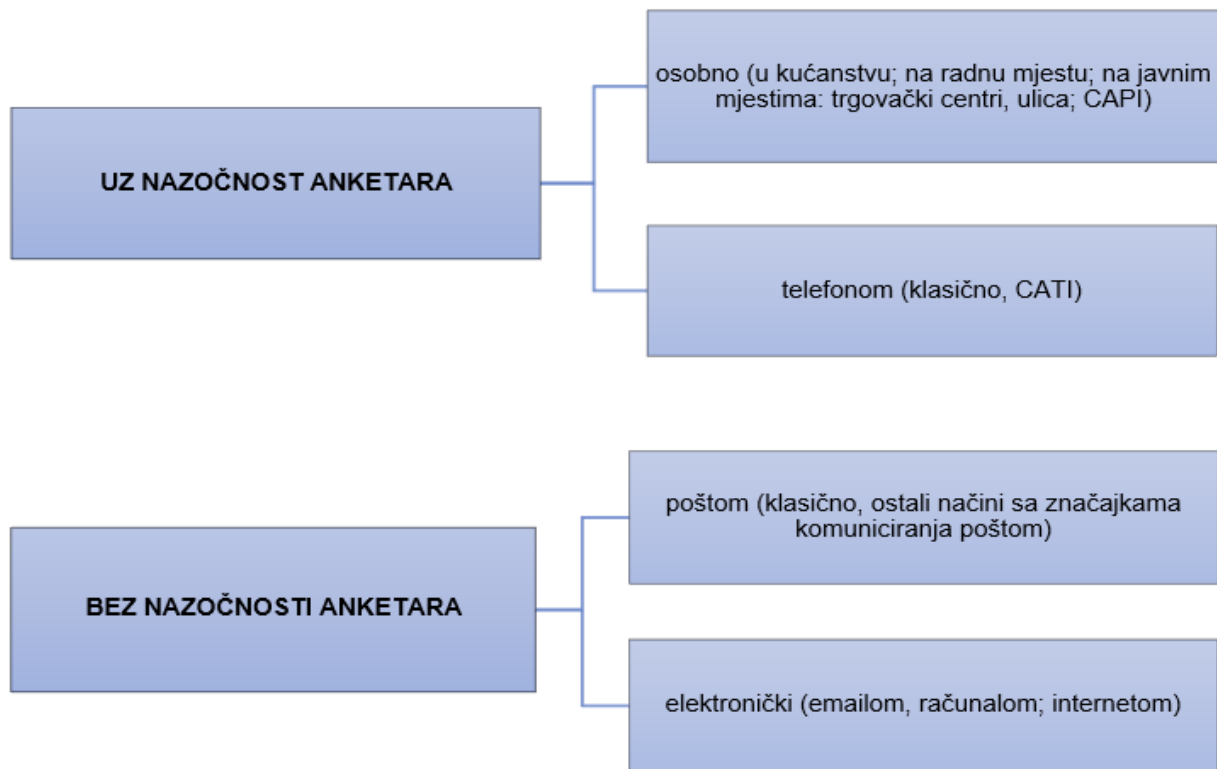 osobno (u kućanstvu; na radnu mjestu; na javnim
mjestima: trgovački centri, ulica; CAPI)
UZ NAZOČNOST ANKETARA
telefonom (klasično, CATI)
poštom (klasično, ostali načini sa značajkama
komuniciranja poštom)
BEZ NAZOČNOSTI ANKETARA
elektronički (emailom, računalom; internetom)